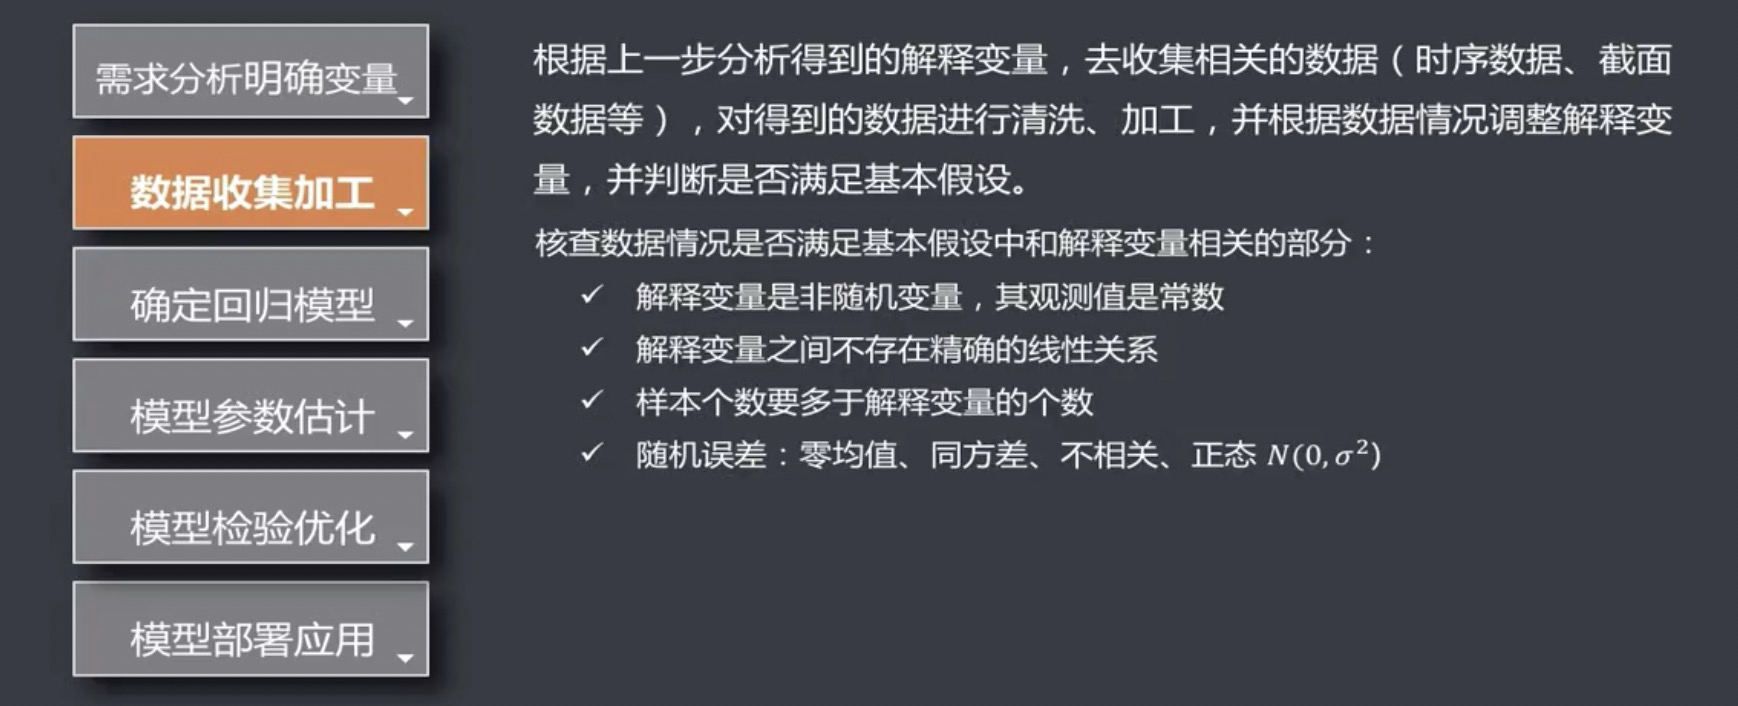 需求分析明确变量
数据收集加工
确定回归模型
模型参数估计
模型检验优化
模型部署应用
根据上一步分析得到的解释变量，去收集相关的数据（时序数据、截面
数据等），对得到的数据进行清洗、加工，并根据数据情况调整解释变
量，并判断是否满足基本假设。
核查数据情况是否满足基本假设中和解释变量相关的部分：
✓ 解释变量是非随机变量，其观测值是常数
✓ 解释变量之间不存在精确的线性关系
✓ 样本个数要多于解释变量的个数
✓ 随机误差：零均值、同方差、不相关、正态 N(0,σ²)